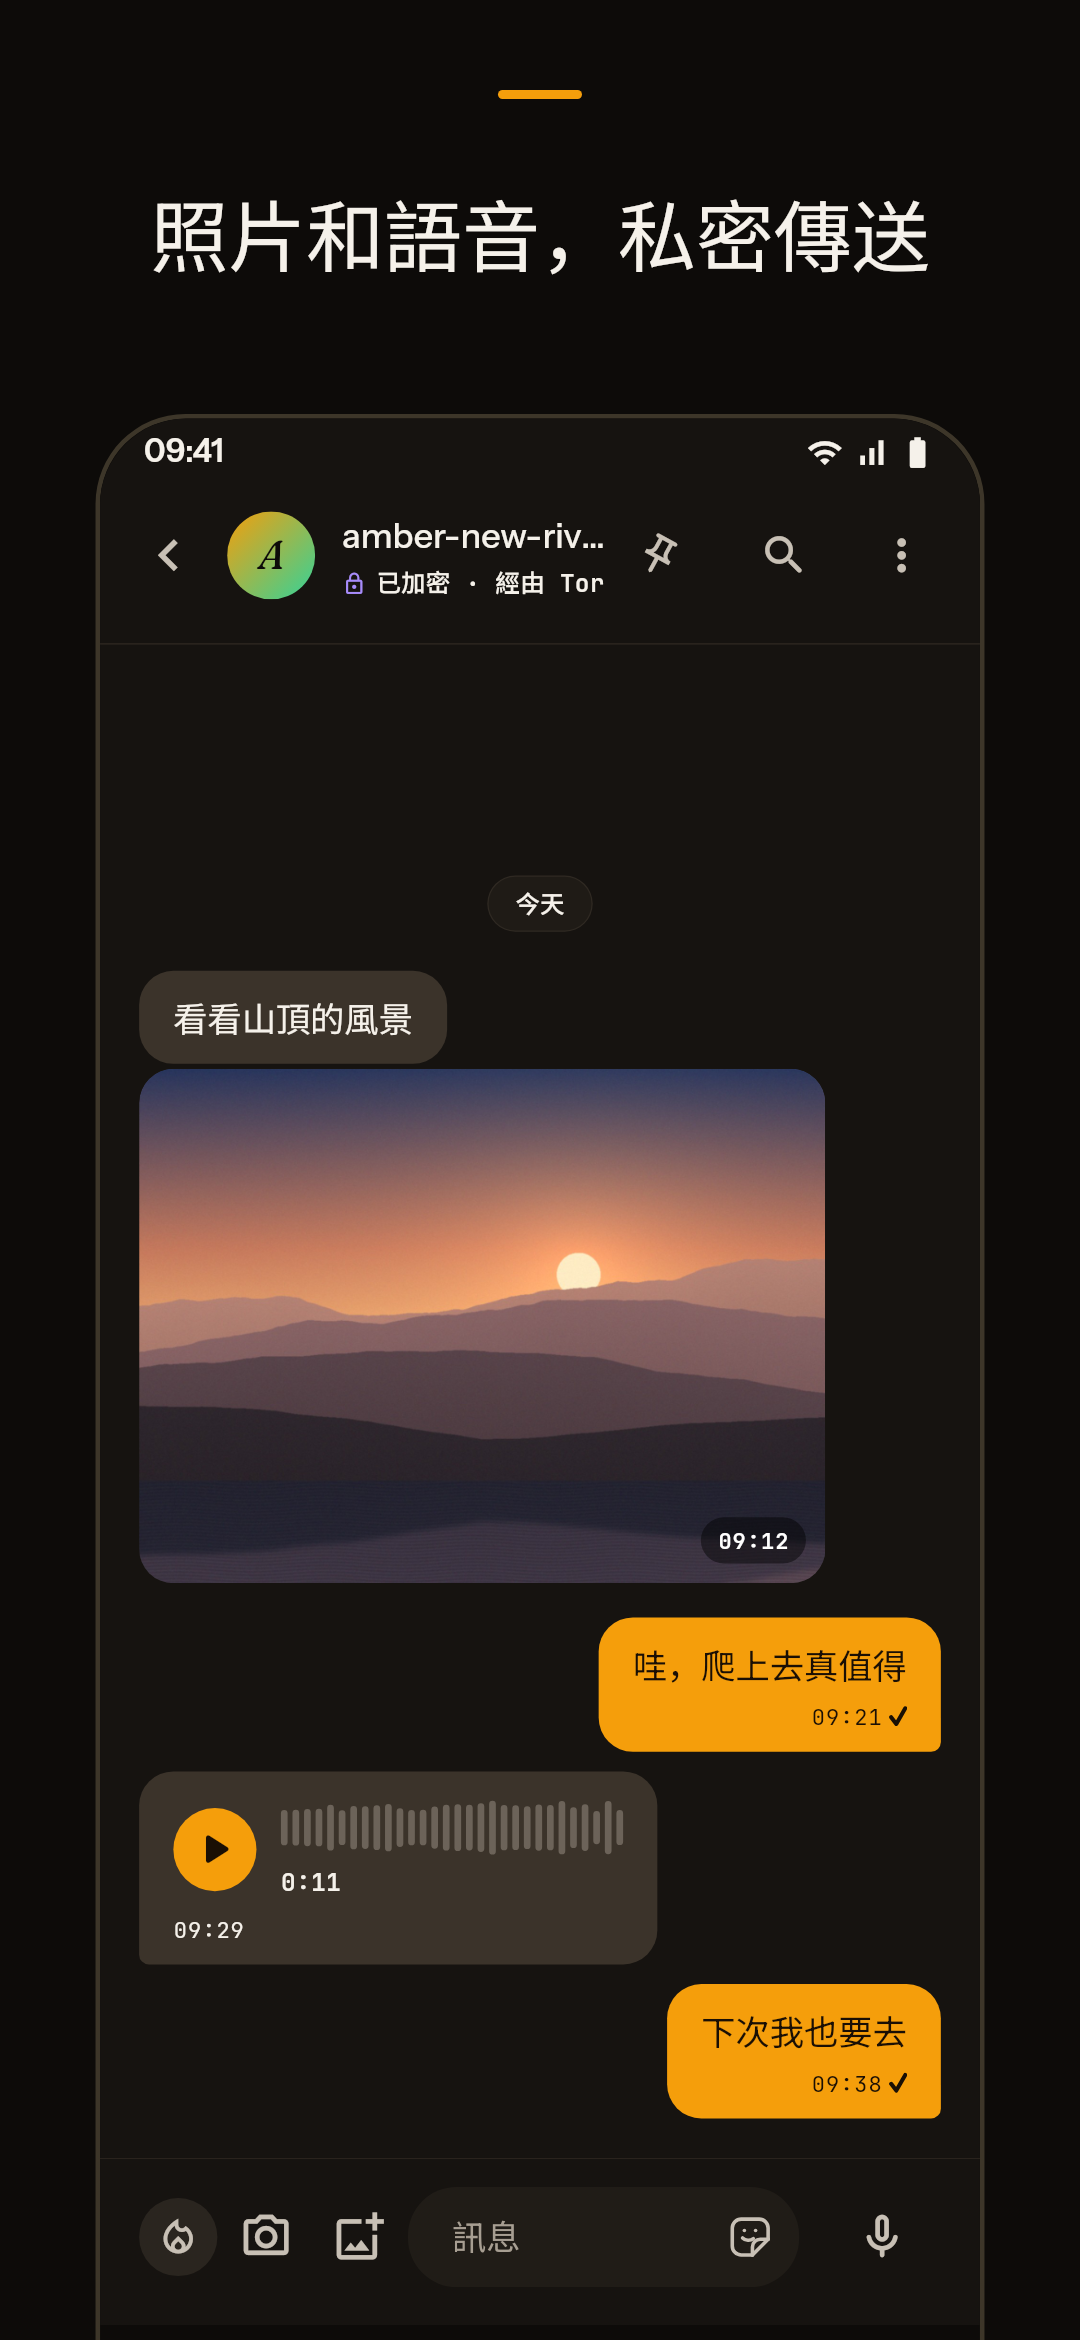 照片和語音，私密傳送
09:41
A
amber-new-riv...
已加密 · 經由 Tor
今天
看看山頂的風景
09:12
哇，爬上去真值得
09:21
0:11
09:29
下次我也要去
09:38
訊息